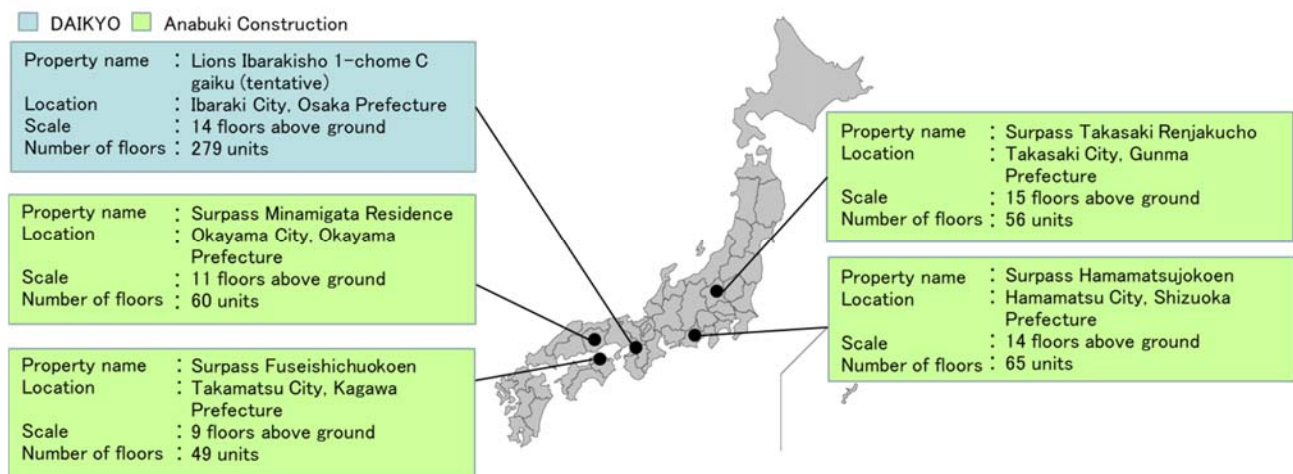 DAIKYO Anabuki Construction
Property name : Lions Ibarakisho 1-chome C
gaiku (tentative)
Location : Ibaraki City, Osaka Prefecture
Scale : 14 floors above ground
Number of floors : 279 units
Property name : Surpass Minamigata Residence
Location : Okayama City, Okayama
Prefecture
Scale : 11 floors above ground
Number of floors : 60 units
Property name : Surpass Fuseishichuokoen
Location : Takamatsu City, Kagawa
Prefecture
Scale : 9 floors above ground
Number of floors : 49 units
Property name : Surpass Takasaki Renjakucho
Location : Takasaki City, Gunma
Prefecture
Scale : 15 floors above ground
Number of floors : 56 units
Property name : Surpass Hamamatsujokoen
Location : Hamamatsu City, Shizuoka
Prefecture
Scale : 14 floors above ground
Number of floors : 65 units